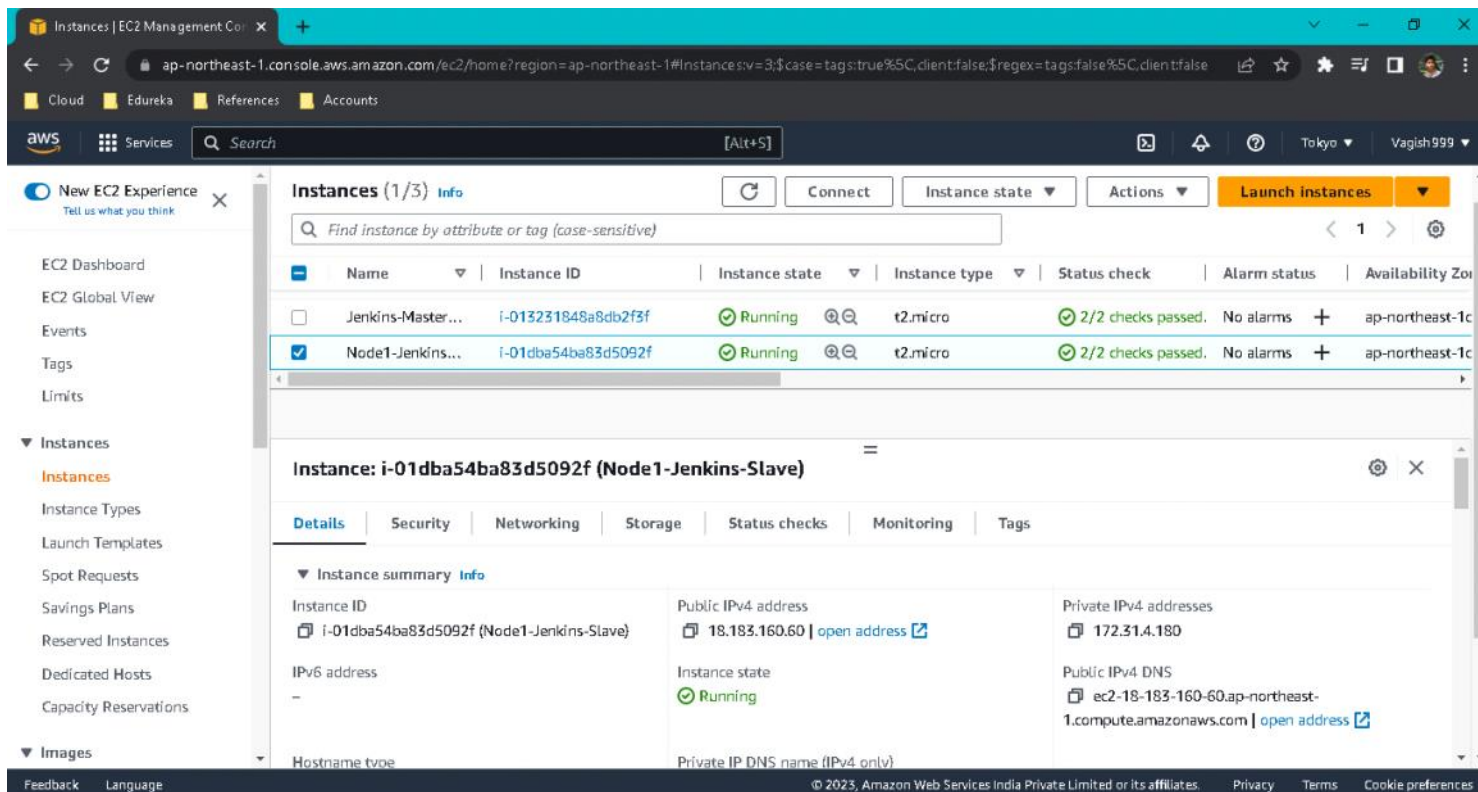 Instances | EC2 Management Con
ap-northeast-1.console.aws.amazon.com/ec2/home?region=ap-northeast-1#Instances:v=3;$case=tags:true%5C,client:false;$regex=tags:false%5C,client:false
Cloud Edureka References Accounts
aws Services Search [Alt+S] Tokyo Vagish999
New EC2 Experience
Tell us what you think
EC2 Dashboard
EC2 Global View
Events
Tags
Limits
Instances
Instances
Instance Types
Launch Templates
Spot Requests
Savings Plans
Reserved Instances
Dedicated Hosts
Capacity Reservations
Images
Instances (1/3) Info Connect Instance state Actions Launch instances
Find instance by attribute or tag (case-sensitive) 1
Name Instance ID Instance state Instance type Status check Alarm status Availability Zon
Jenkins-Master... i-013231848a8db2f3f Running t2.micro 2/2 checks passed. No alarms + ap-northeast-1c
Node1-Jenkins... i-01dba54ba83d5092f Running t2.micro 2/2 checks passed. No alarms + ap-northeast-1c
Instance: i-01dba54ba83d5092f (Node1-Jenkins-Slave)
Details Security Networking Storage Status checks Monitoring Tags
Instance summary Info
Instance ID
i-01dba54ba83d5092f (Node1-Jenkins-Slave)
Public IPv4 address
18.183.160.60 | open address
Private IPv4 addresses
172.31.4.180
IPv6 address
–
Instance state
Running
Public IPv4 DNS
ec2-18-183-160-60.ap-northeast-
1.compute.amazonaws.com | open address
Hostname type
Private IP DNS name (IPv4 only)
Feedback Language © 2023, Amazon Web Services India Private Limited or its affiliates. Privacy Terms Cookie preferences